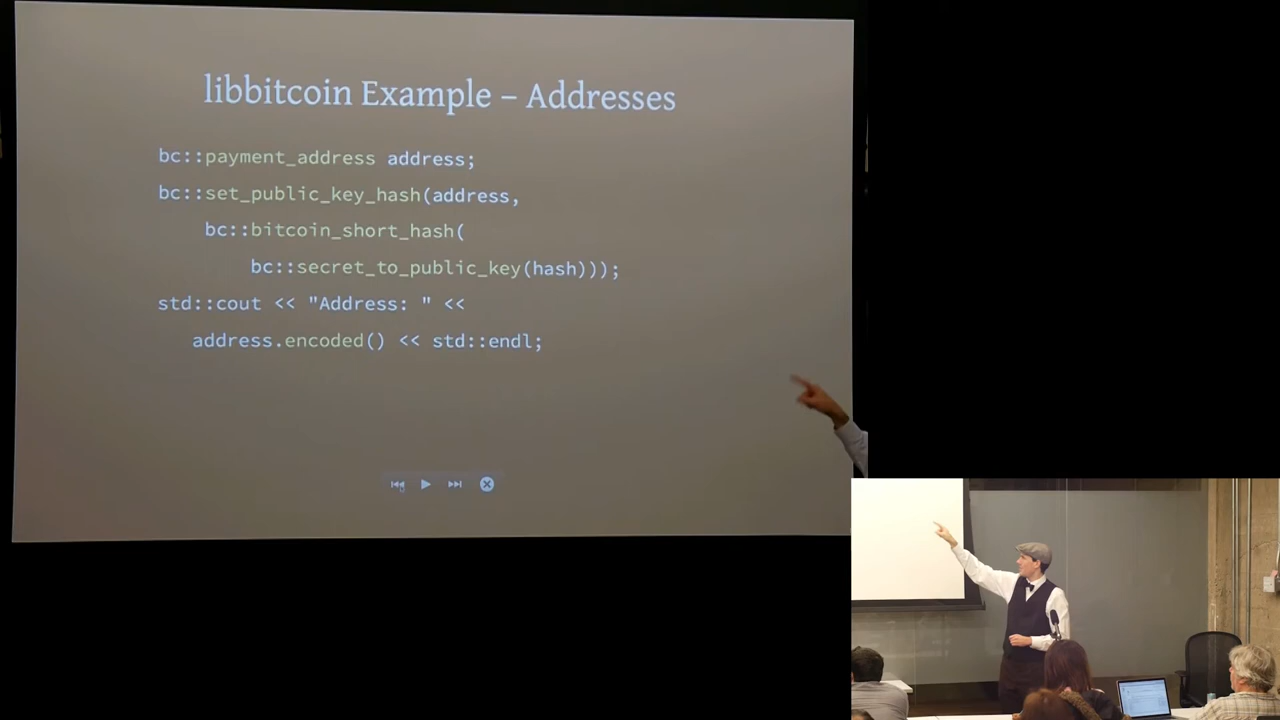 libbitcoin Example – Addresses
bc::payment_address address;
bc::set_public_key_hash(address,
bc::bitcoin_short_hash(
bc::secret_to_public_key(hash)));
std::cout << "Address: " <<
address.encoded() << std::endl;